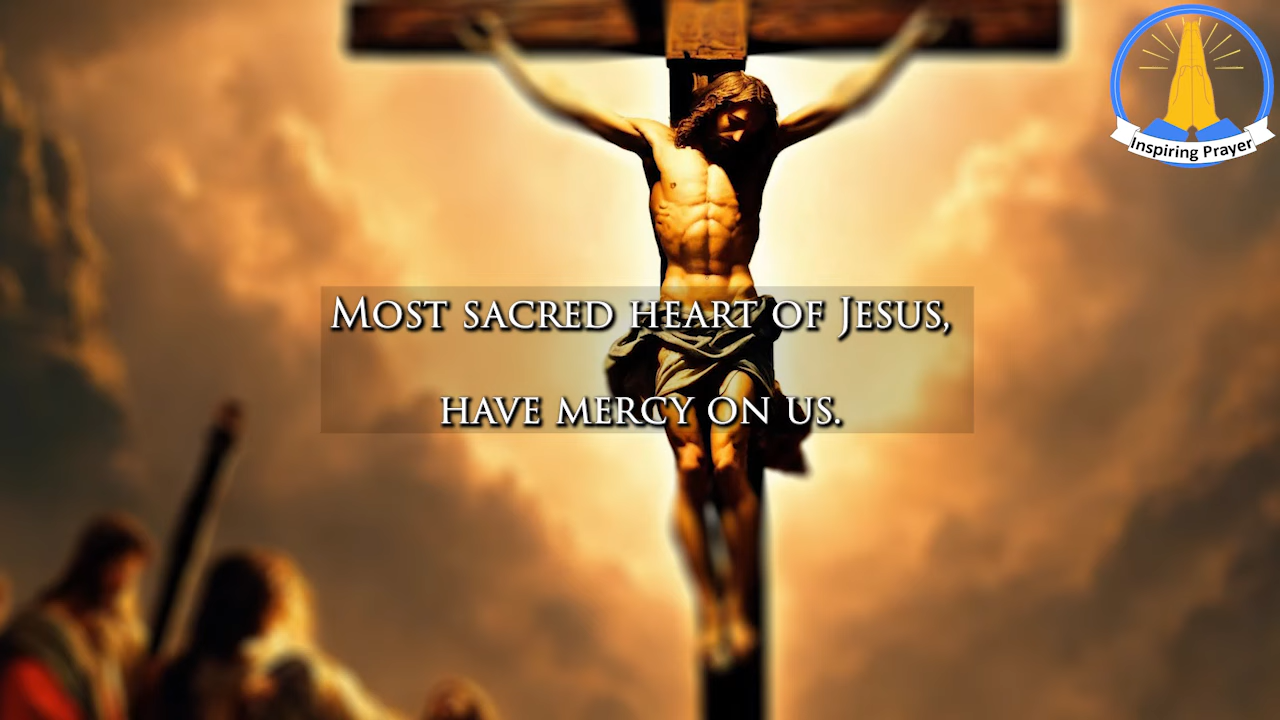 Inspiring Prayer
Most sacred heart of Jesus,
have mercy on us.